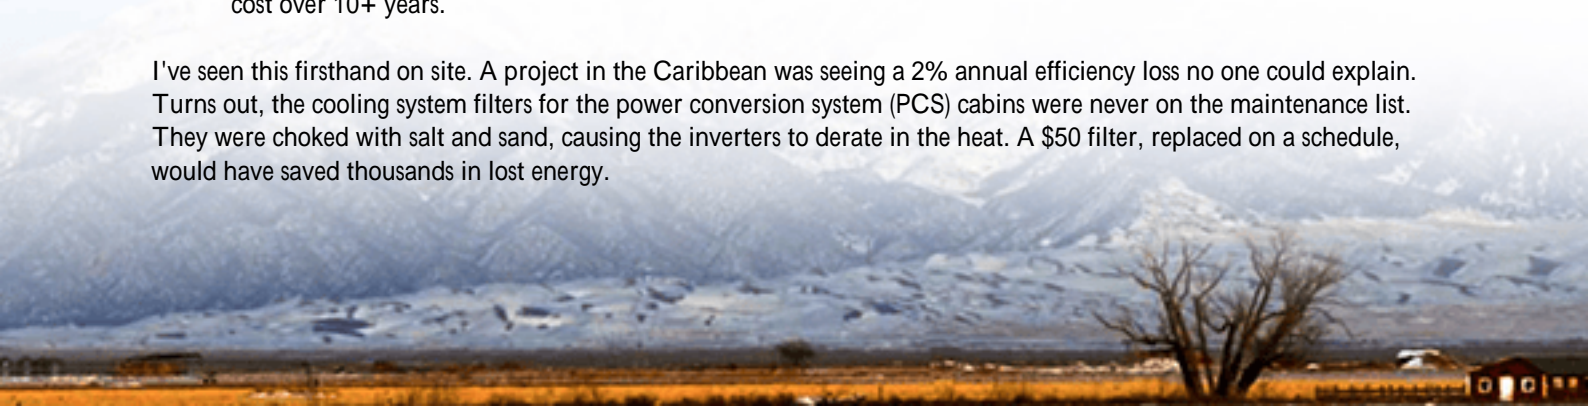 cost over 10+ years.
I've seen this firsthand on site. A project in the Caribbean was seeing a 2% annual efficiency loss no one could explain.
Turns out, the cooling system filters for the power conversion system (PCS) cabins were never on the maintenance list.
They were choked with salt and sand, causing the inverters to derate in the heat. A $50 filter, replaced on a schedule,
would have saved thousands in lost energy.